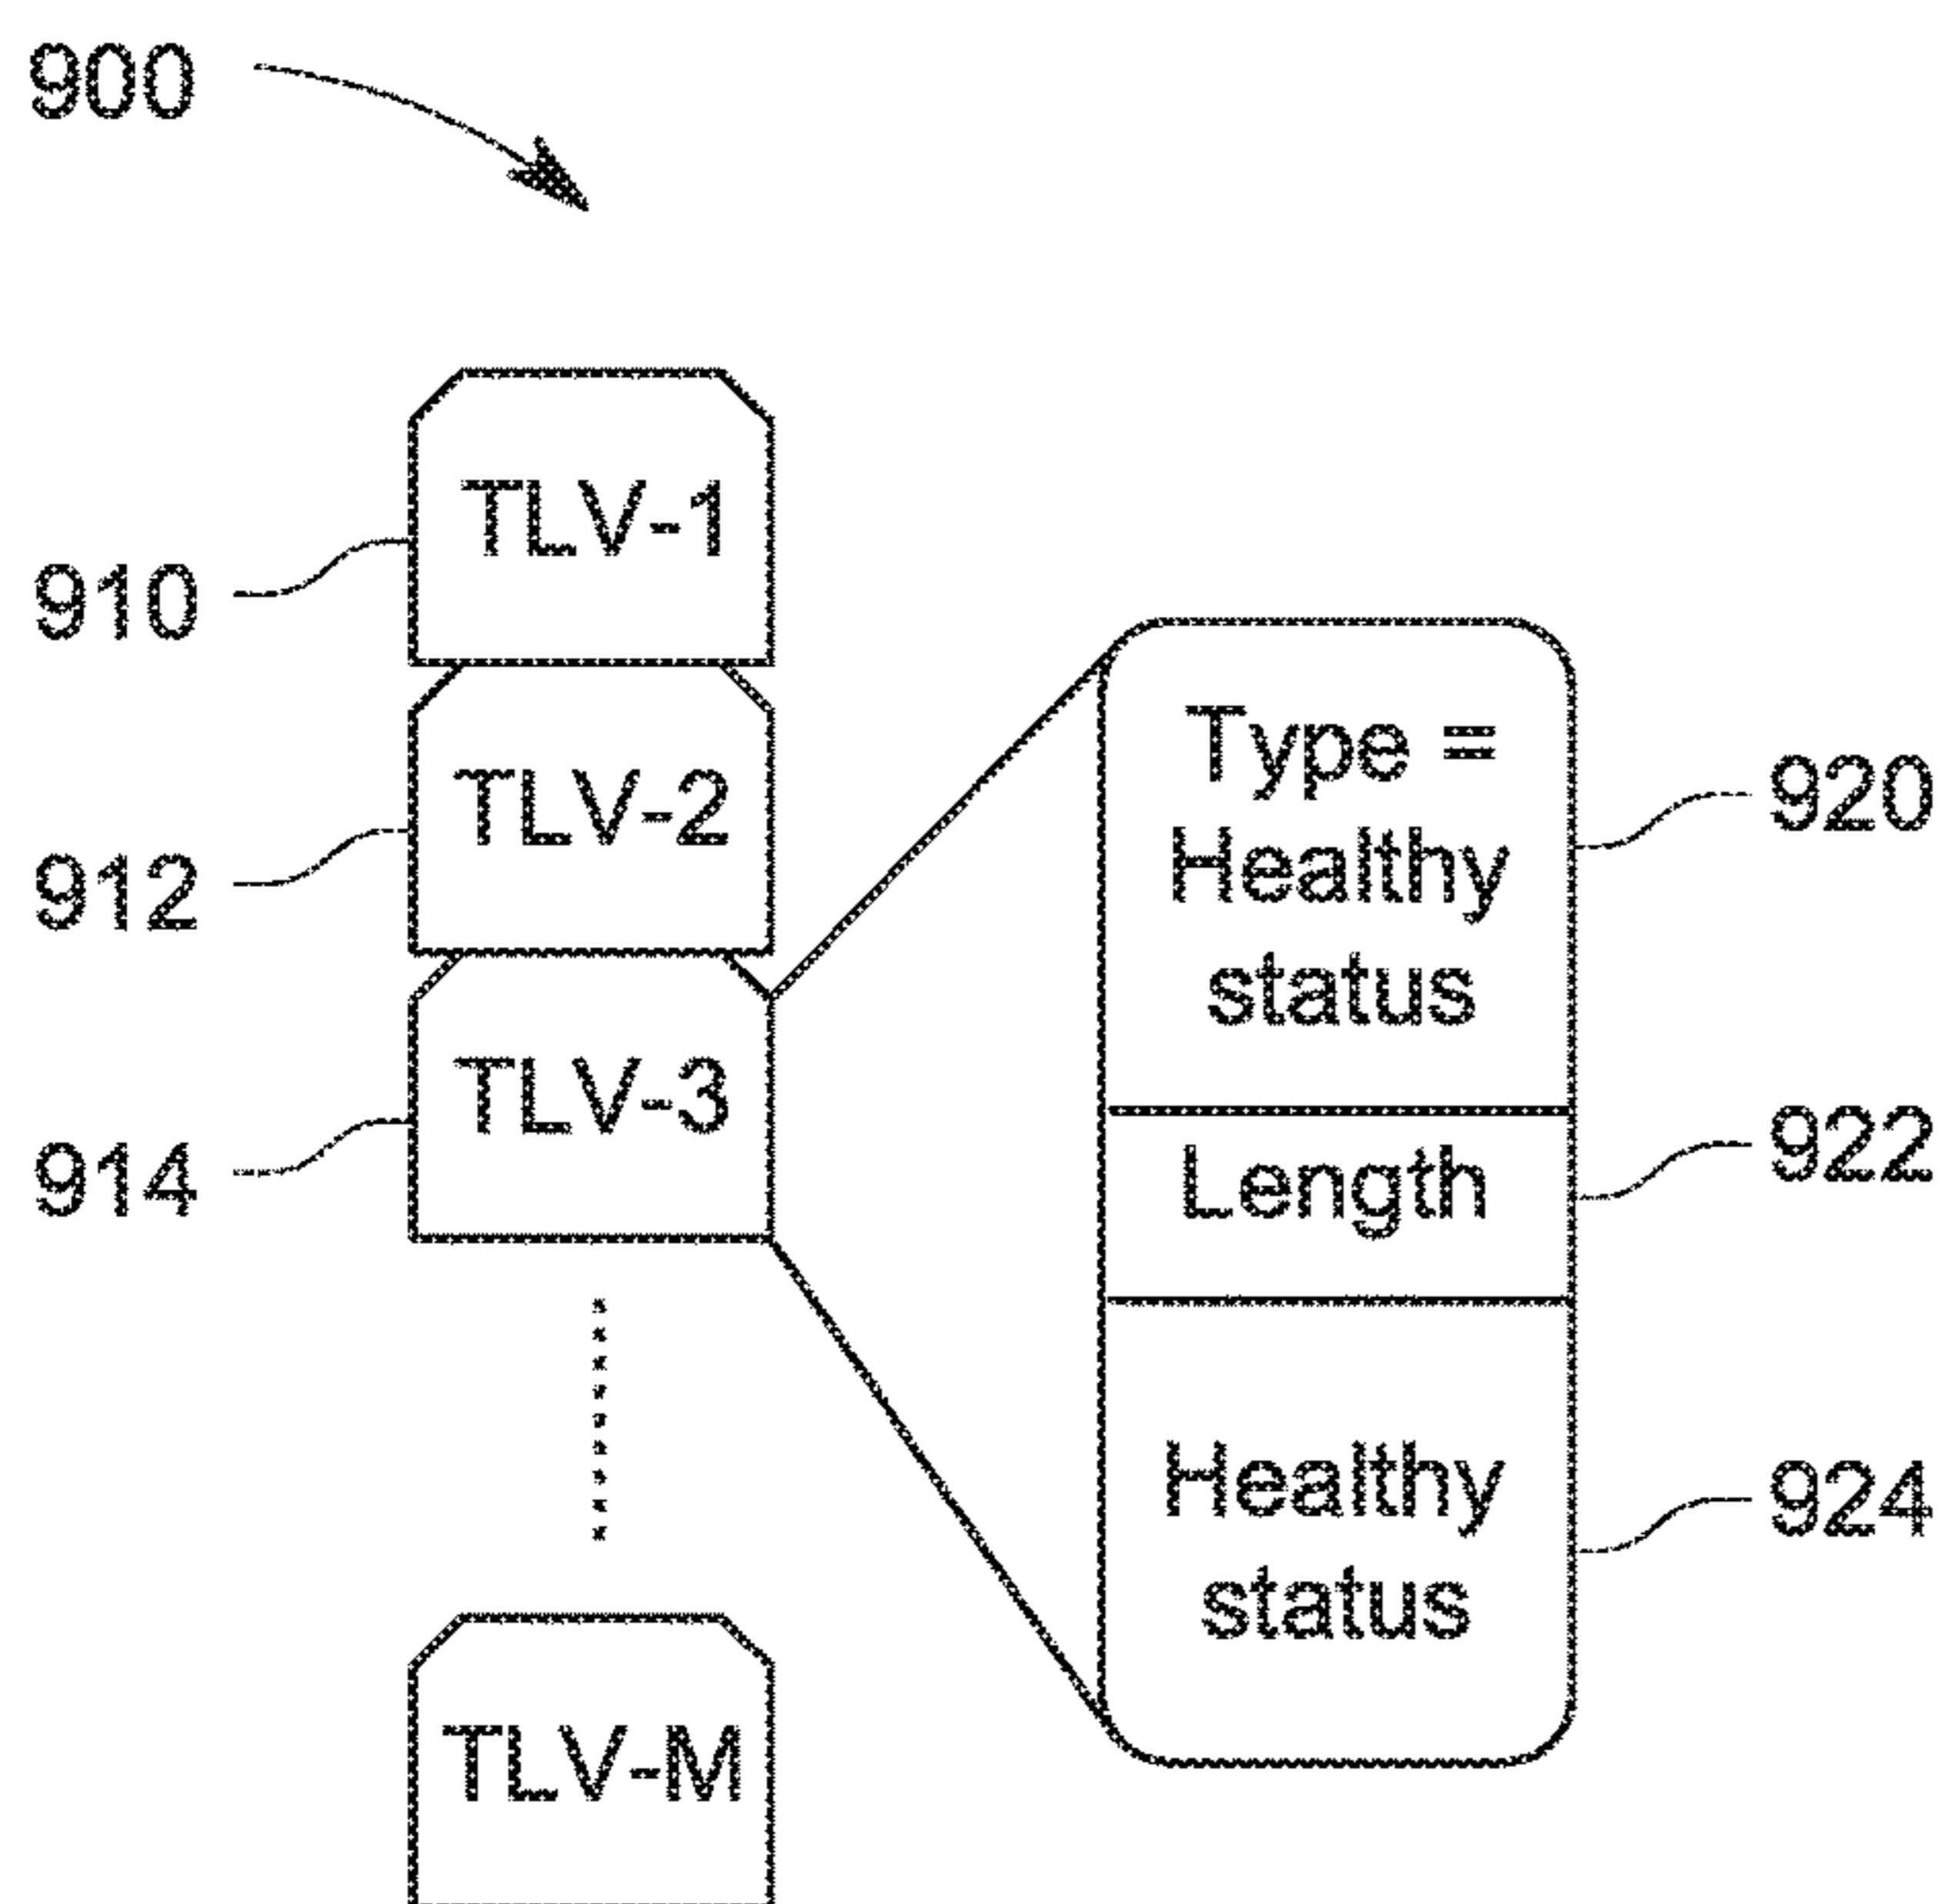 900
TLV-1
910
TLV-2
912
TLV-3
914
TLV-M
Type =
Healthy
status
920
Length
922
Healthy
status
924